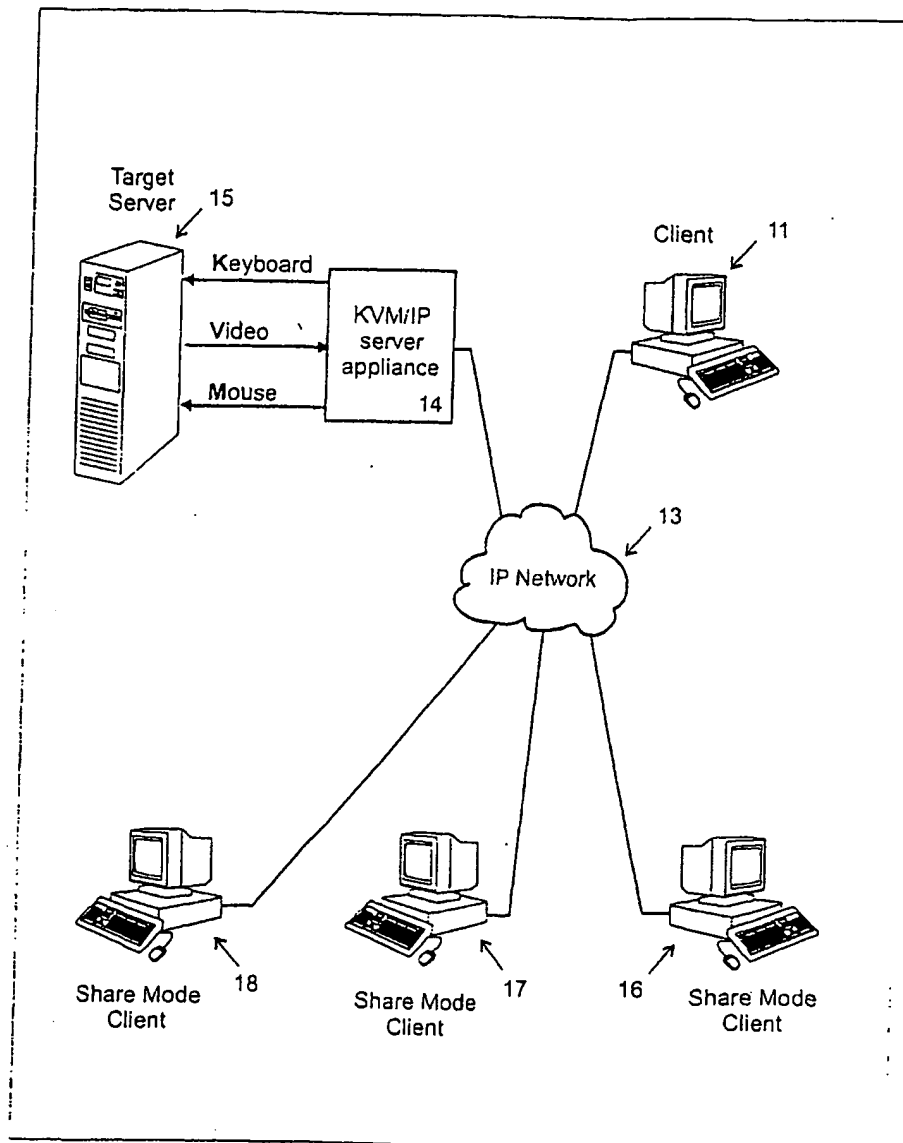 Target
Server
15
Keyboard
Video
Mouse
KVM/IP
server
appliance
14
Client
11
13
IP Network
18
Share Mode
Client
17
Share Mode
Client
16
Share Mode
Client